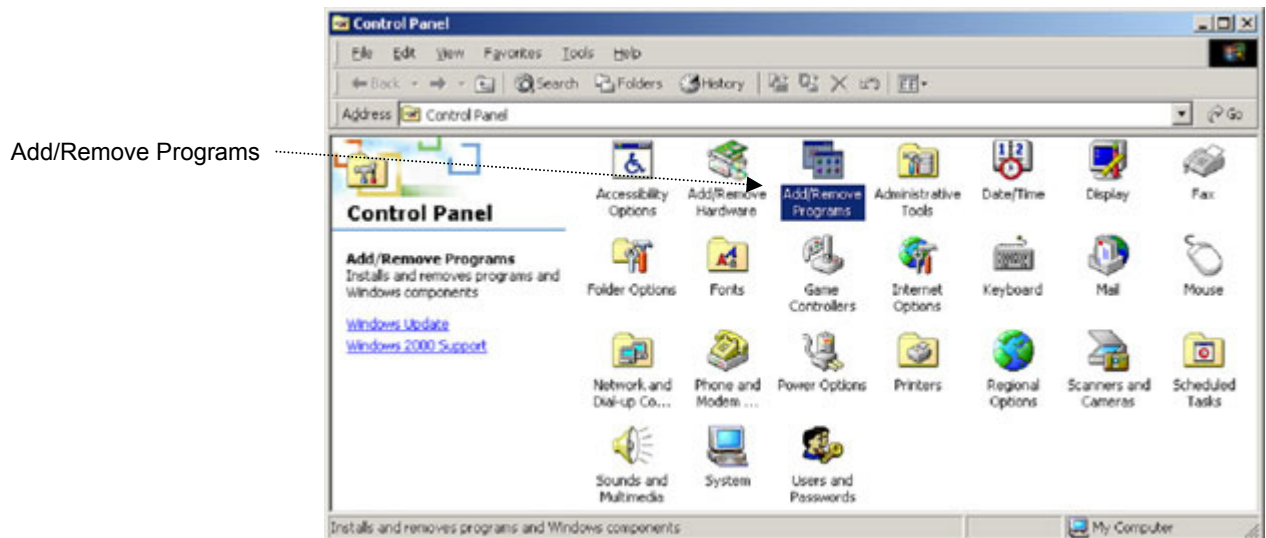 Control Panel
File Edit View Favorites Tools Help
Back Search Folders History
Address Control Panel Go
Add/Remove Programs
Control Panel
Add/Remove Programs
Installs and removes programs and
Windows components
Windows Update
Windows 2000 Support
Accessibility
Options
Add/Remove
Hardware
Add/Remove
Programs
Administrative
Tools
1 2
Date/Time
Display
Fax
Folder Options
Fonts
Game
Controllers
Internet
Options
Keyboard
Mail
Mouse
Network and
Dial-up Co...
Phone and
Modem ...
Power Options
Printers
Regional
Options
Scanners and
Cameras
Scheduled
Tasks
Sounds and
Multimedia
System
Users and
Passwords
Installs and removes programs and Windows components My Computer